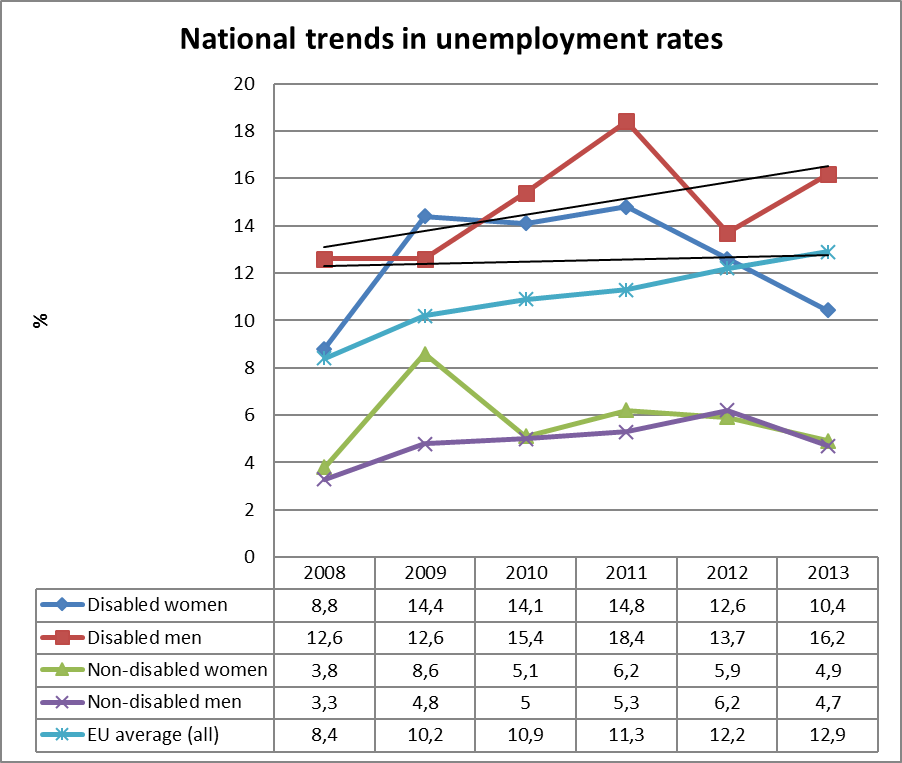 National trends in unemployment rates
20
18
16
14
12
10
8
6
4
2
0
%
2008 2009 2010 2011 2012 2013
Disabled women 8,8 14,4 14,1 14,8 12,6 10,4
Disabled men 12,6 12,6 15,4 18,4 13,7 16,2
Non-disabled women 3,8 8,6 5,1 6,2 5,9 4,9
Non-disabled men 3,3 4,8 5 5,3 6,2 4,7
EU average (all) 8,4 10,2 10,9 11,3 12,2 12,9